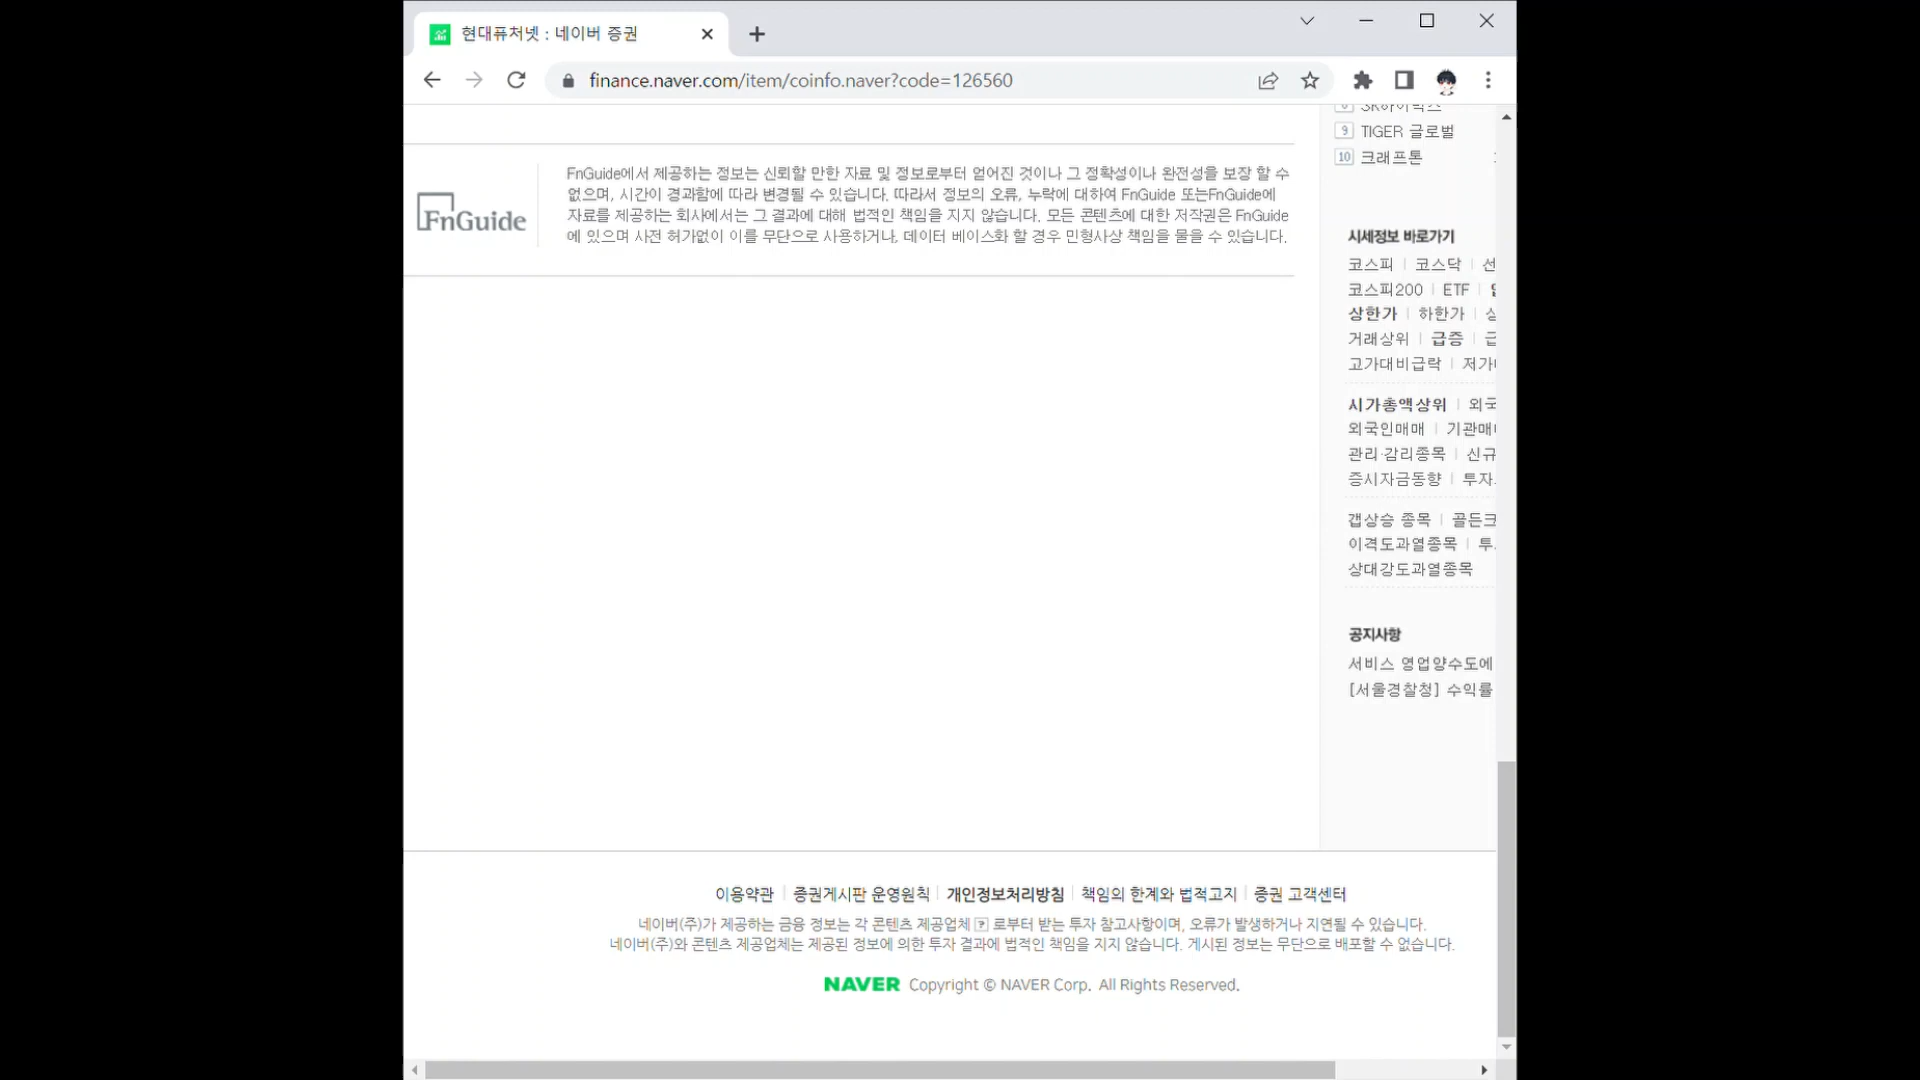 현대퓨처넷 : 네이버 증권
finance.naver.com/item/coinfo.naver?code=126560
9 TIGER 글로벌
10 크래프톤
FnGuide
FnGuide에서 제공하는 정보는 신뢰할 만한 자료 및 정보로부터 얻어진 것이나 그 정확성이나 완전성을 보장 할 수
없으며, 시간이 경과함에 따라 변경될 수 있습니다. 따라서 정보의 오류, 누락에 대하여 FnGuide 또는FnGuide에
자료를 제공하는 회사에서는 그 결과에 대해 법적인 책임을 지지 않습니다. 모든 콘텐츠에 대한 저작권은 FnGuide
에 있으며 사전 허가없이 이를 무단으로 사용하거나, 데이터 베이스화 할 경우 민형사상 책임을 물을 수 있습니다.
시세정보 바로가기
코스피 | 코스닥 | 선
코스피200 | ETF
상한가 | 하한가 | 상
거래상위 | 급증 | 급
고가대비급락 | 저가
시가총액상위 | 외국
외국인매매 | 기관매
관리·감리종목 | 신규
증시자금동향 | 투자
갭상승 종목 | 골든크
이격도과열종목 | 투
상대강도과열종목
공지사항
서비스 영업양수도에
[서울경찰청] 수익률
이용약관 | 증권게시판 운영원칙 | 개인정보처리방침 | 책임의 한계와 법적고지 | 증권 고객센터
네이버(주)가 제공하는 금융 정보는 각 콘텐츠 제공업체 ? 로부터 받는 투자 참고사항이며, 오류가 발생하거나 지연될 수 있습니다.
네이버(주)와 콘텐츠 제공업체는 제공된 정보에 의한 투자 결과에 법적인 책임을 지지 않습니다. 게시된 정보는 무단으로 배포할 수 없습니다.
NAVER Copyright © NAVER Corp. All Rights Reserved.